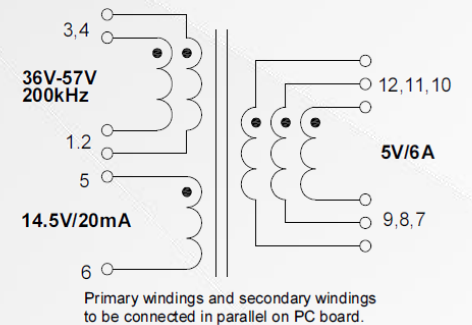 3,4
36V-57V
200kHz
1.2
5
14.5V/20mA
6
12,11,10
5V/6A
9,8,7
Primary windings and secondary windings
to be connected in parallel on PC board.